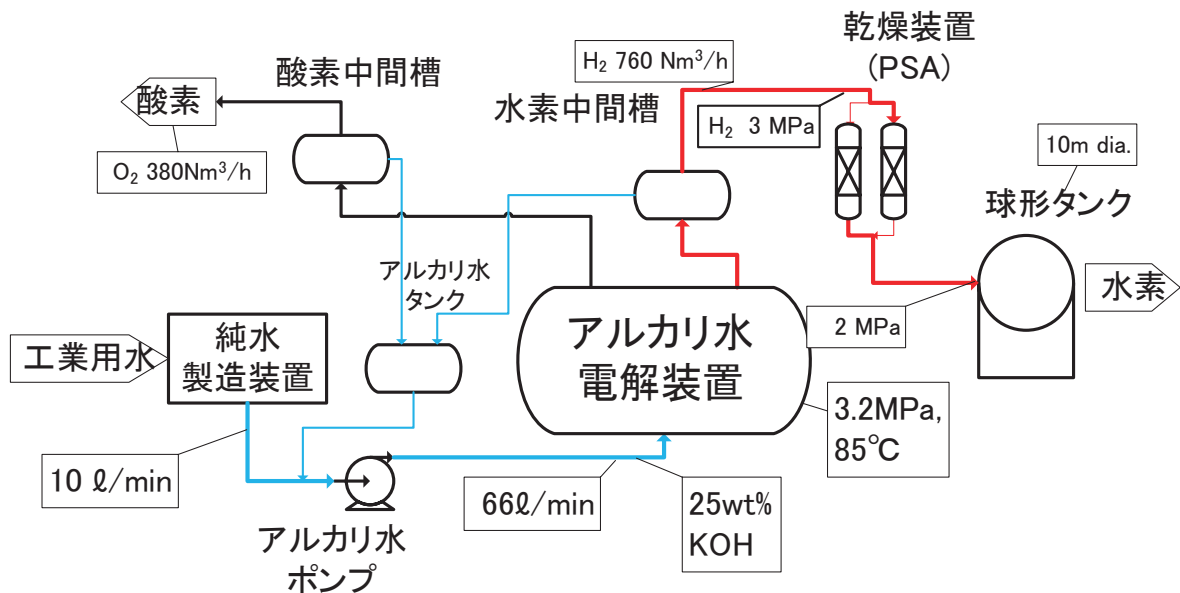 乾燥装置
(PSA)
H₂ 760 Nm³/h
酸素中間槽
水素中間槽
酸素
H₂ 3 MPa
10m dia.
O₂ 380Nm³/h
球形タンク
アルカリ水
タンク
水素
アルカリ水
電解装置
2 MPa
純水
製造装置
工業用水
3.2MPa,
85℃
10 ℓ/min
66ℓ/min
25wt%
KOH
アルカリ水
ポンプ